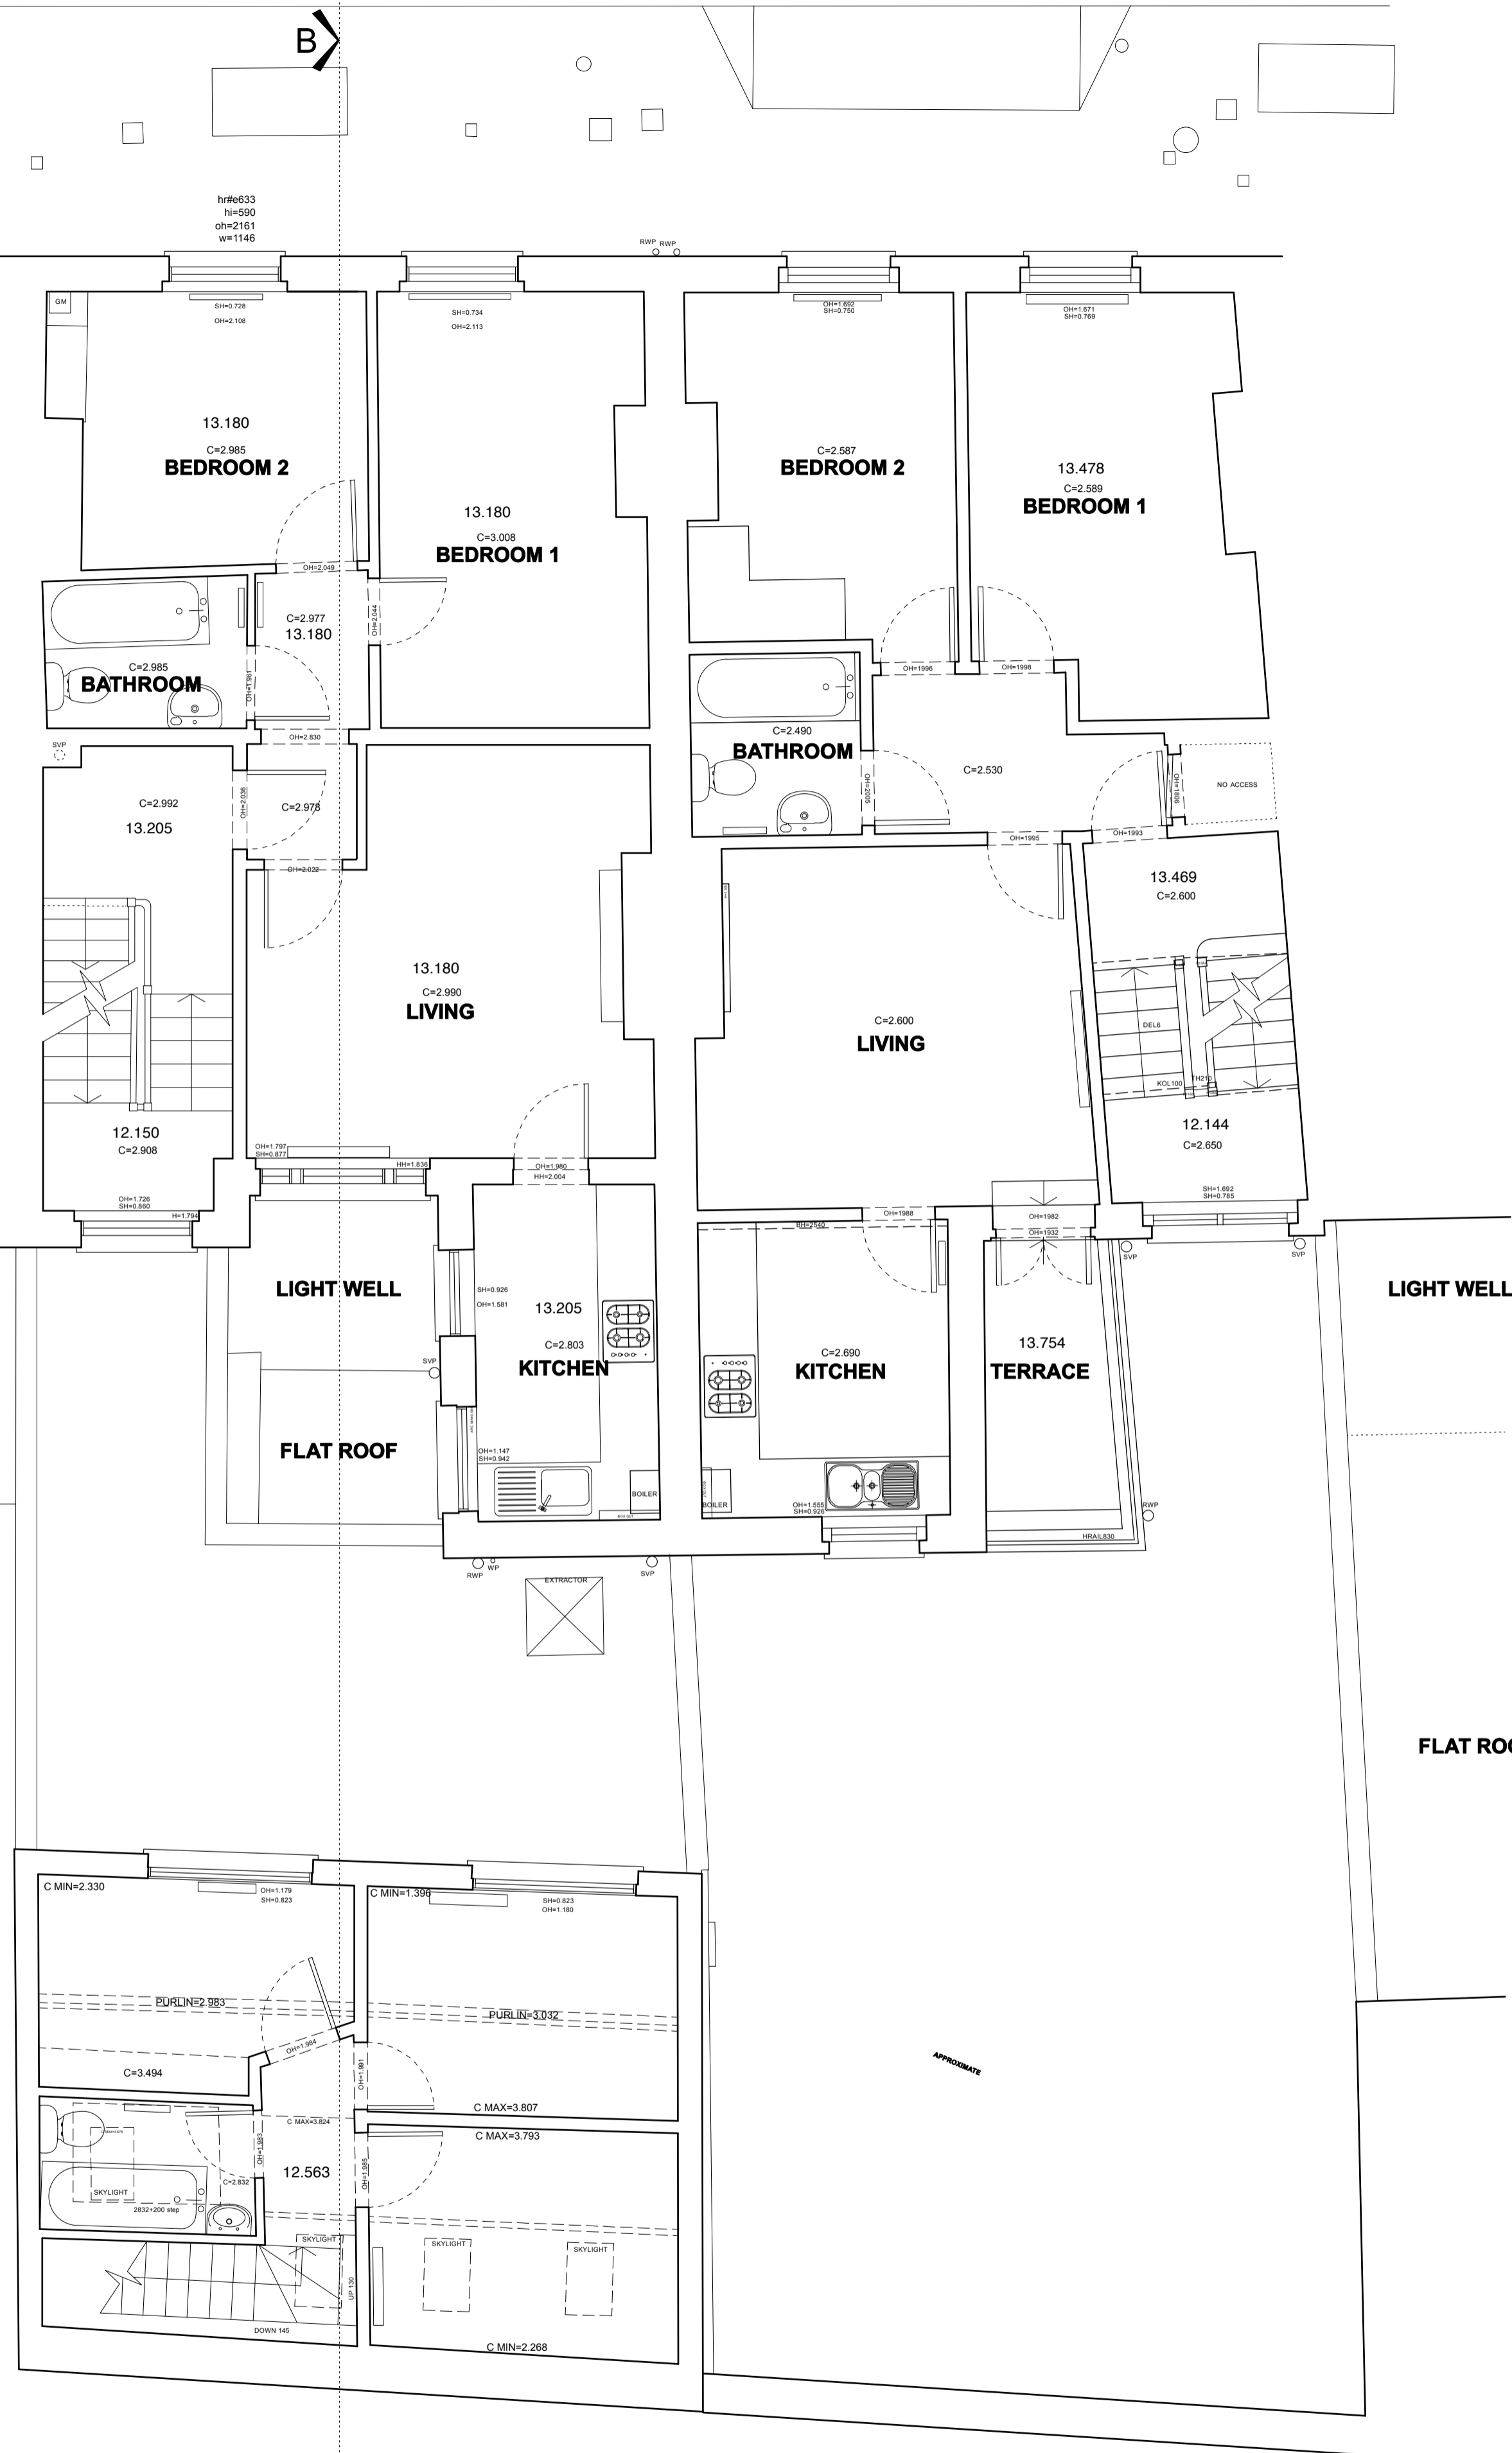 B
hr#e633
hi=590
oh=2161
w=1146
RWP RWP
GM
SH=0.728
OH=2.108
SH=0.734
OH=2.113
OH=1.692
SH=0.750
OH=1.671
SH=0.769
13.180
C=2.985
BEDROOM 2
13.180
C=3.008
BEDROOM 1
C=2.587
BEDROOM 2
13.478
C=2.589
BEDROOM 1
OH=2.049
OH=2.044
C=2.977
13.180
C=2.985
BATHROOM
OH=1.981
OH=2.830
OH=1996
OH=1998
C=2.490
BATHROOM
OH=2005
C=2.530
OH=1806
NO ACCESS
OH=1995
OH=1993
SVP
C=2.992
13.205
OH=2.036
C=2.978
OH=2.022
13.469
C=2.600
13.180
C=2.990
LIVING
C=2.600
LIVING
DEL6
KOL100
TH210
12.150
C=2.908
12.144
C=2.650
OH=1.797
SH=0.877
HH=1.836
OH=1.980
HH=2.004
OH=1.726
SH=0.860
H=1.794
SH=1.692
SH=0.785
OH=1988
BH=2540
OH=1982
OH=1932
SVP
SVP
LIGHT WELL
SH=0.926
OH=1.581
13.205
C=2.803
KITCHEN
SVP
C=2.690
KITCHEN
13.754
TERRACE
LIGHT WELL
FLAT ROOF
OH=1.147
SH=0.942
BOILER
BOX OUT
BOILER
OH=1.555
SH=0.926
HRAIL830
RWP
RWP
WP
SVP
EXTRACTOR
FLAT ROO
C MIN=2.330
OH=1.179
SH=0.823
C MIN=1.396
SH=0.823
OH=1.180
PURLIN=2.983
PURLIN=3.032
OH=1.984
OH=1.991
C=3.494
APPROXIMATE
C MAX=3.807
C MAX=3.824
C MAX=3.793
OH=1.983
OH=1.985
12.563
C=2.832
SKYLIGHT
2832+200 step
SKYLIGHT
SKYLIGHT
SKYLIGHT
UP 130
DOWN 145
C MIN=2.268